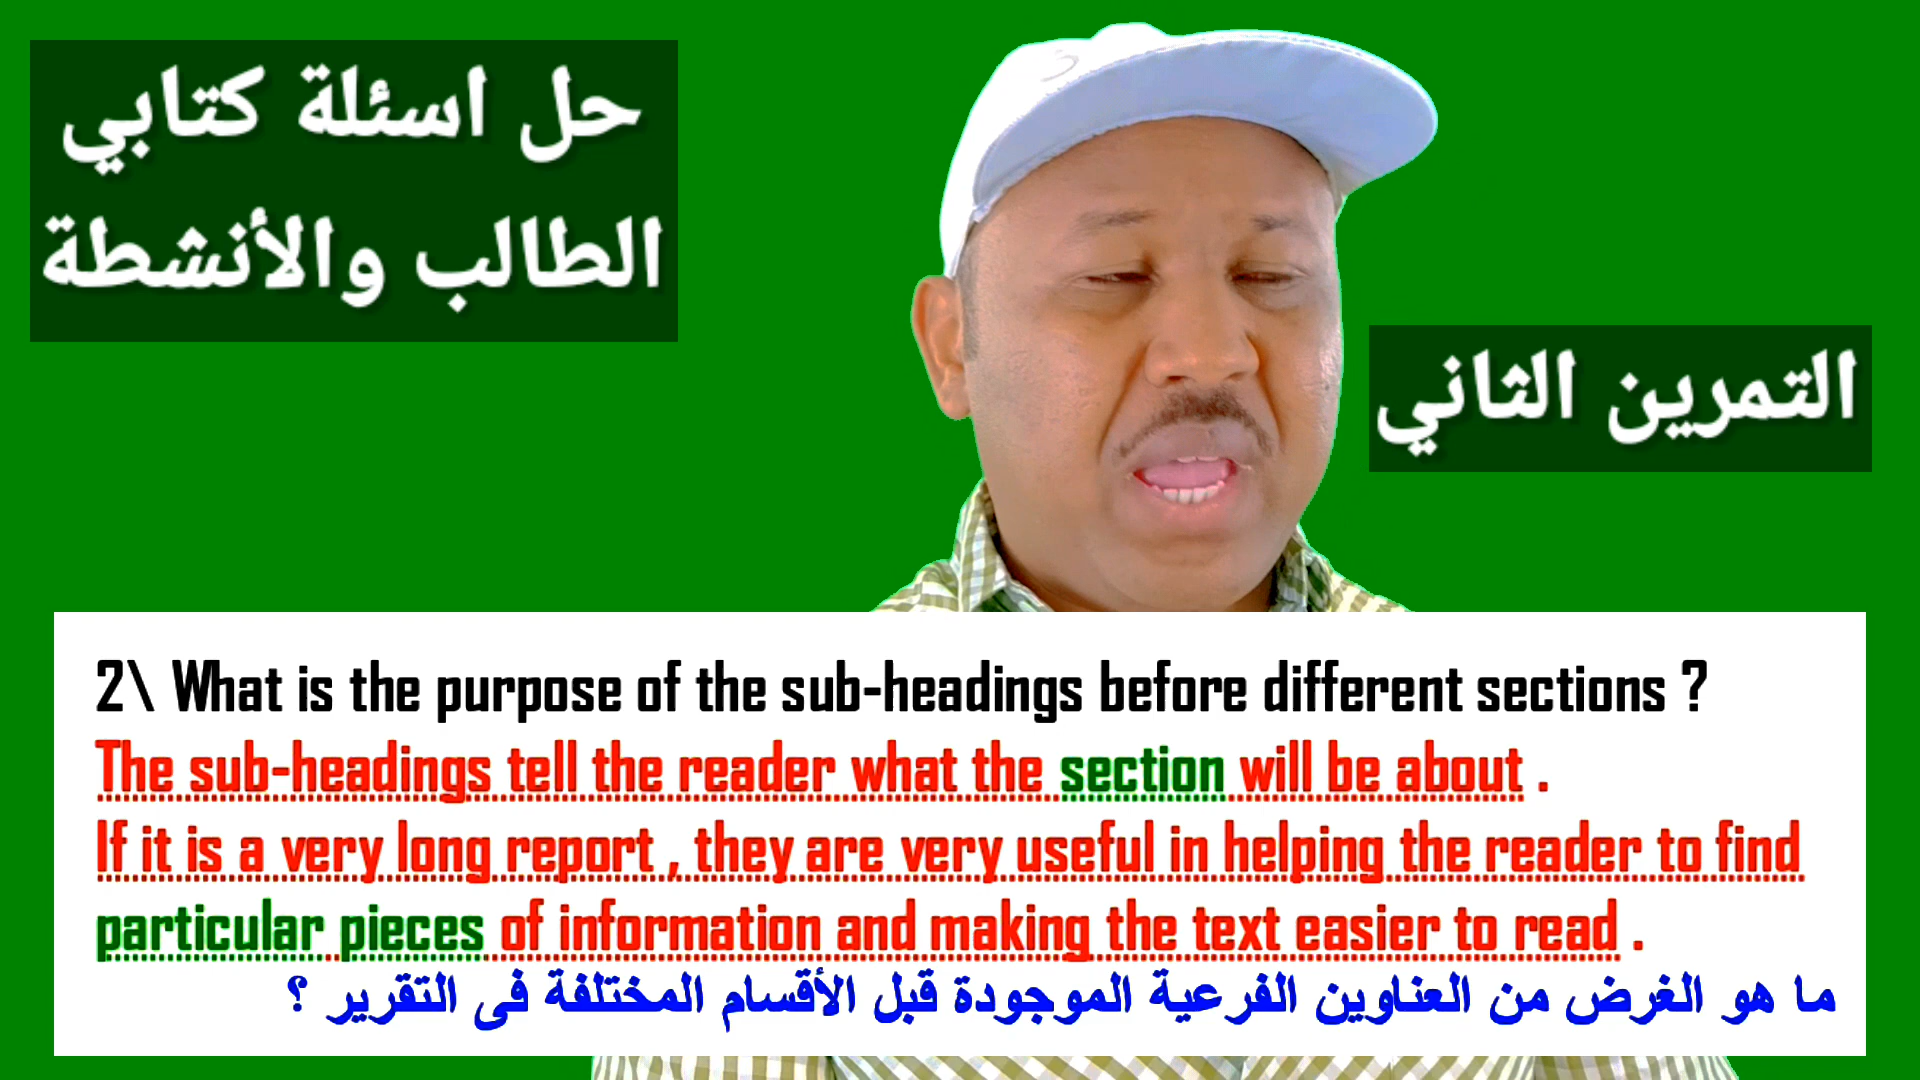 حل اسئلة كتابي
الطالب والأنشطة
التمرين الثاني
2\ What is the purpose of the sub-headings before different sections ?
The sub-headings tell the reader what the section will be about .
If it is a very long report , they are very useful in helping the reader to find
particular pieces of information and making the text easier to read .
ما هو الغرض من العناوين الفرعية الموجودة قبل الأقسام المختلفة فى التقرير ؟